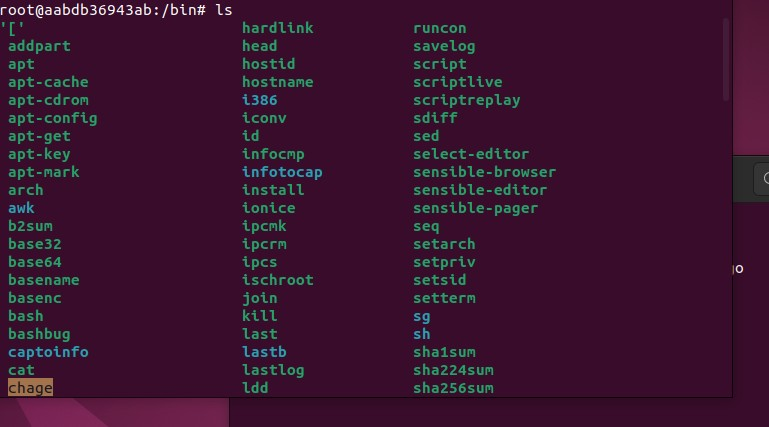 root@aabdb36943ab:/bin# ls
'[' hardlink runcon
addpart head savelog
apt hostid script
apt-cache hostname scriptlive
apt-cdrom i386 scriptreplay
apt-config iconv sdiff
apt-get id sed
apt-key infocmp select-editor
apt-mark infotocap sensible-browser
arch install sensible-editor
awk ionice sensible-pager
b2sum ipcmk seq
base32 ipcrm setarch
base64 ipcs setpriv
basename ischroot setsid
basenc join setterm
bash kill sg
bashbug last sh
captoinfo lastb sha1sum
cat lastlog sha224sum
chage ldd sha256sum